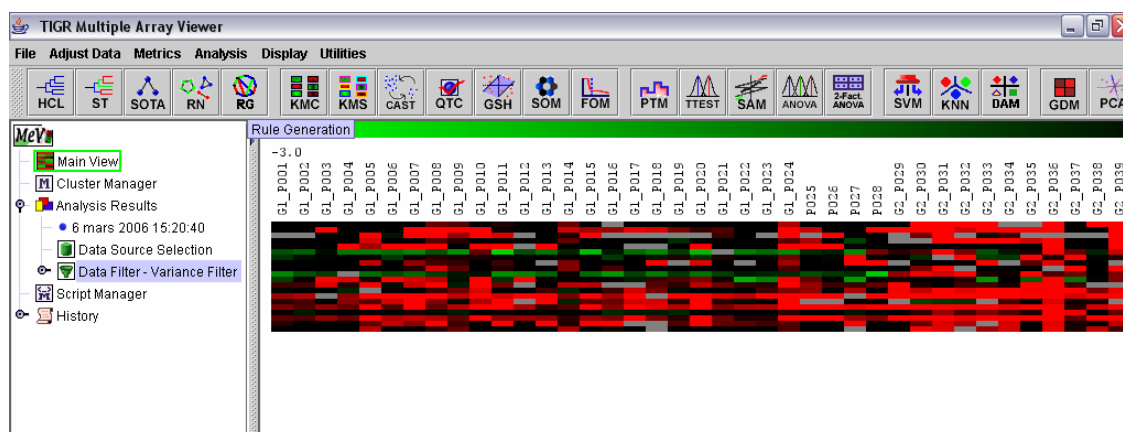 TIGR Multiple Array Viewer
File Adjust Data Metrics Analysis Display Utilities
HCL ST SOTA RN RG KMC KMS CAST QTC GSH SOM FOM PTM TTEST SAM ANOVA 2-Fact. ANOVA SVM KNN DAM GDM PCA
MeV
Rule Generation
Main View
Cluster Manager
Analysis Results
6 mars 2006 15:20:40
Data Source Selection
Data Filter - Variance Filter
Script Manager
History
-3.0
G1_P001 G1_P002 G1_P003 G1_P004 G1_P005 G1_P006 G1_P007 G1_P008 G1_P009 G1_P010 G1_P011 G1_P012 G1_P013 G1_P014 G1_P015 G1_P016 G1_P017 G1_P018 G1_P019 G1_P020 G1_P021 G1_P022 G1_P023 G1_P024 P025 P026 P027 P028 G2_P029 G2_P030 G2_P031 G2_P032 G2_P033 G2_P034 G2_P035 G2_P036 G2_P037 G2_P038 G2_P039